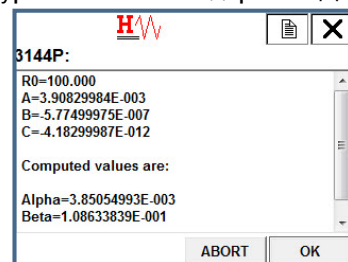 H
3144P:
R0=100.000
A=3.90829984E-003
B=-5.77499975E-007
C=-4.18299987E-012
Computed values are:
Alpha=3.85054993E-003
Beta=1.08633839E-001
ABORT
OK